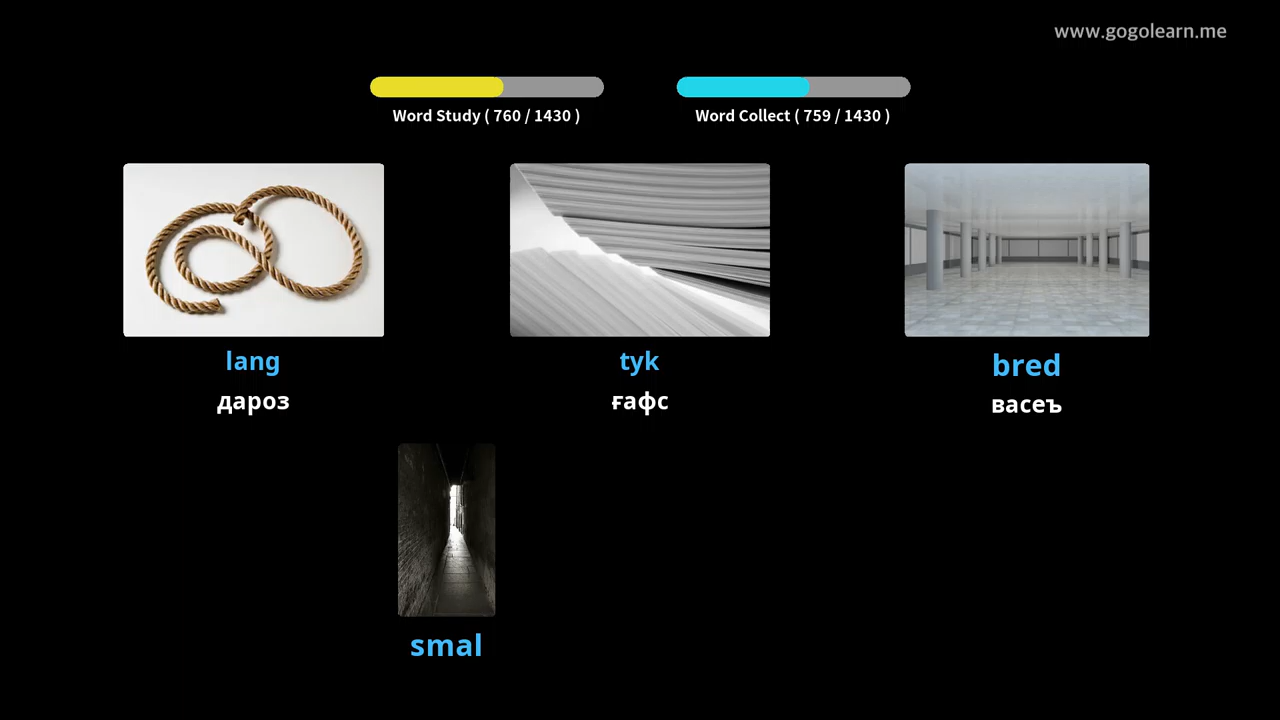 www.gogolearn.me
Word Study ( 760 / 1430 )
Word Collect ( 759 / 1430 )
lang
tyk
bred
дароз
ғафс
васеъ
smal